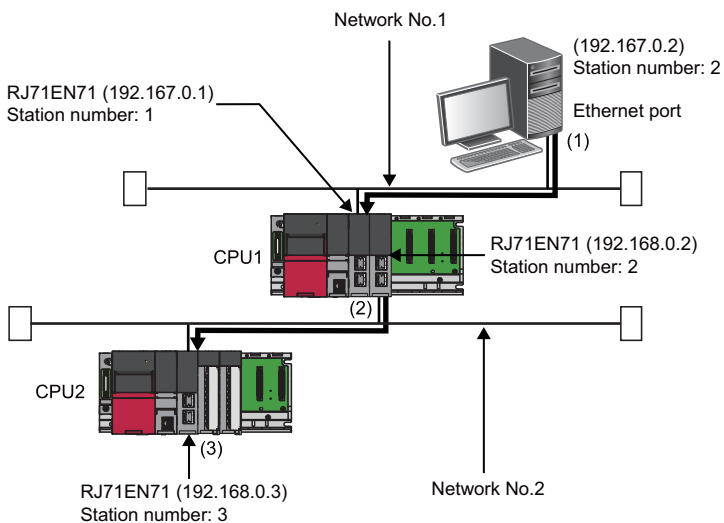 Network No.1
(192.167.0.2)
Station number: 2
Ethernet port
(1)
RJ71EN71 (192.167.0.1)
Station number: 1
CPU1
RJ71EN71 (192.168.0.2)
Station number: 2
(2)
CPU2
(3)
RJ71EN71 (192.168.0.3)
Station number: 3
Network No.2